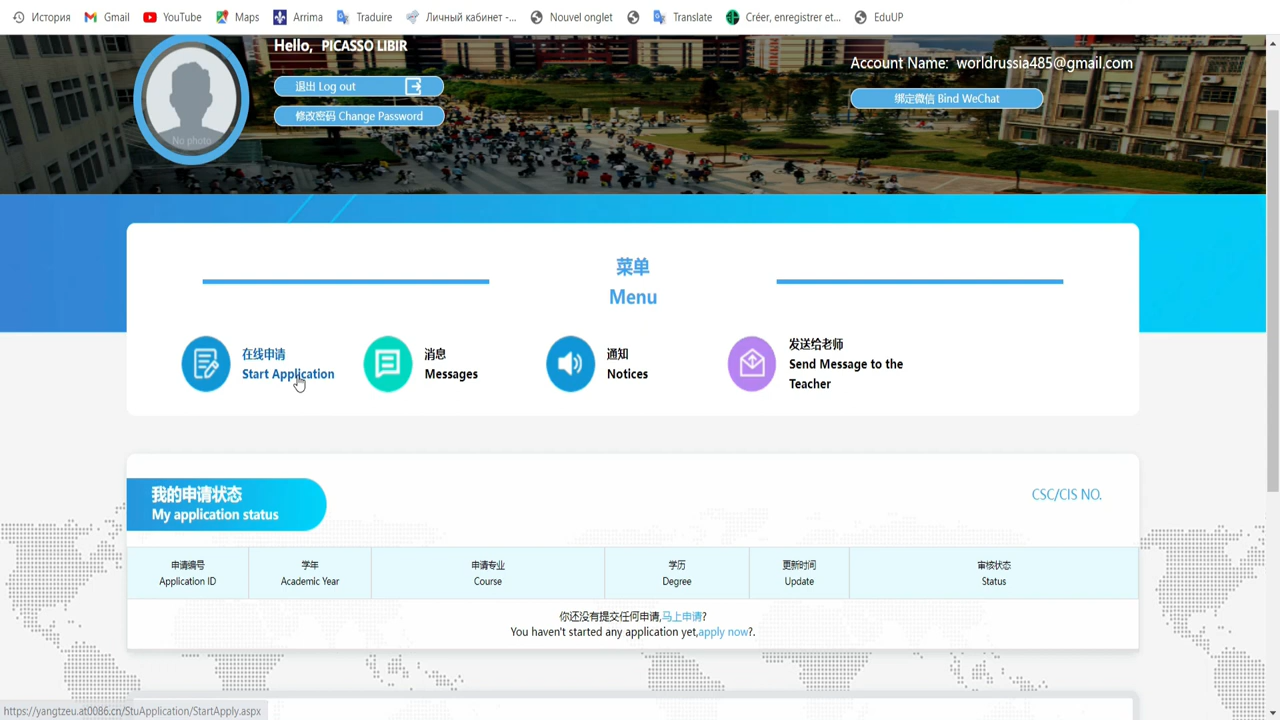 История Gmail YouTube Maps Arrima Traduire Личный кабинет -... Nouvel onglet Translate Créer, enregistrer et... EduUP
Hello, PICASSO LIBIR
Account Name: worldrussia485@gmail.com
退出 Log out
绑定微信 Bind WeChat
修改密码 Change Password
No photo
菜单
Menu
在线申请
Start Application
消息
Messages
通知
Notices
发送给老师
Send Message to the
Teacher
我的申请状态
My application status
CSC/CIS NO.
申请编号 学年 申请专业 学历 更新时间 审核状态
Application ID Academic Year Course Degree Update Status
你还没有提交任何申请,马上申请?
You haven't started any application yet,apply now?.
https://yangtzeu.at0086.cn/StuApplication/StartApply.aspx